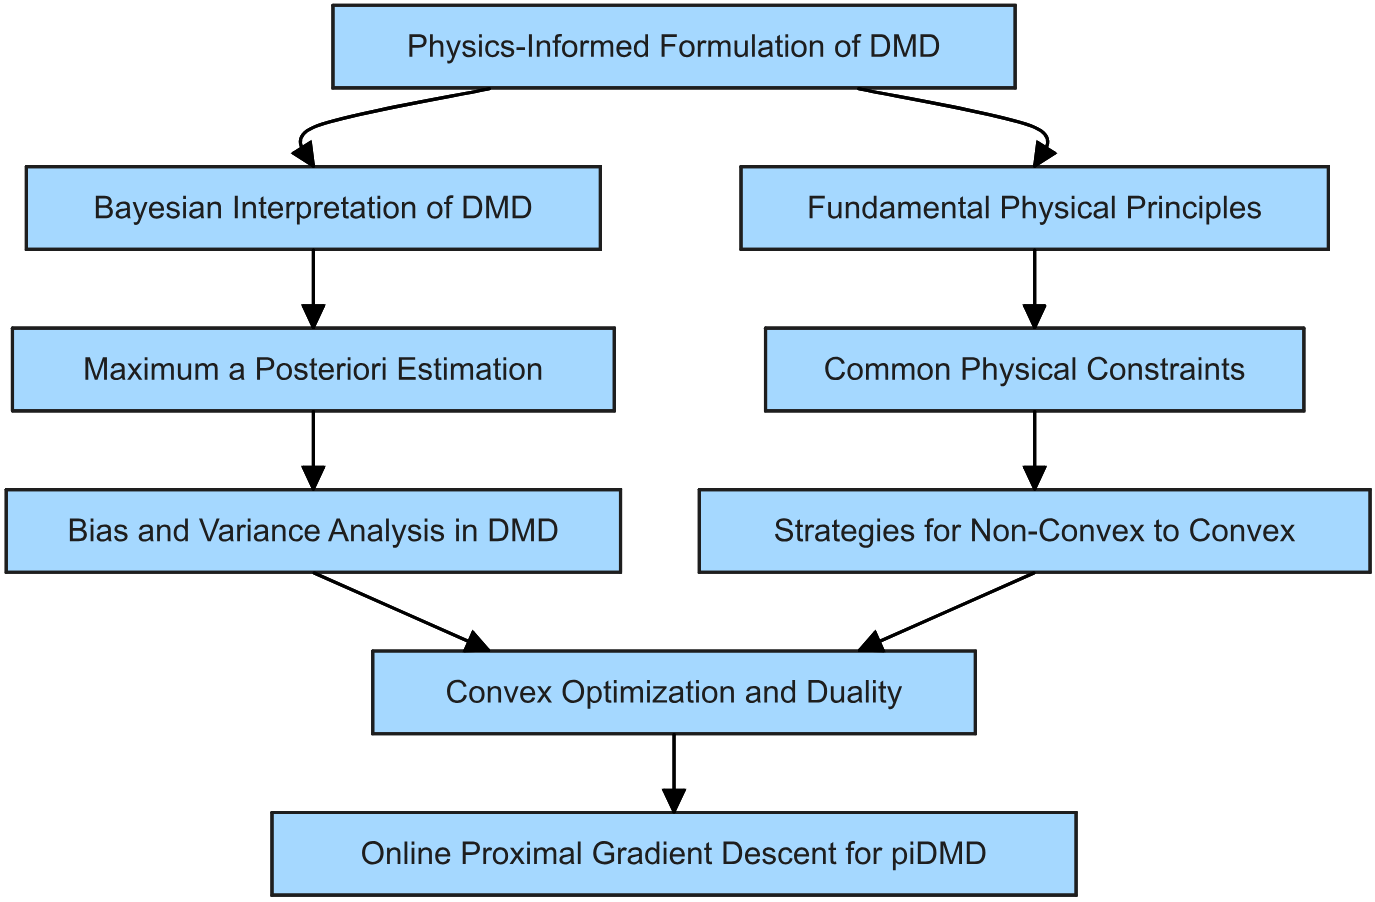 Physics-Informed Formulation of DMD
Bayesian Interpretation of DMD
Fundamental Physical Principles
Maximum a Posteriori Estimation
Common Physical Constraints
Bias and Variance Analysis in DMD
Strategies for Non-Convex to Convex
Convex Optimization and Duality
Online Proximal Gradient Descent for piDMD